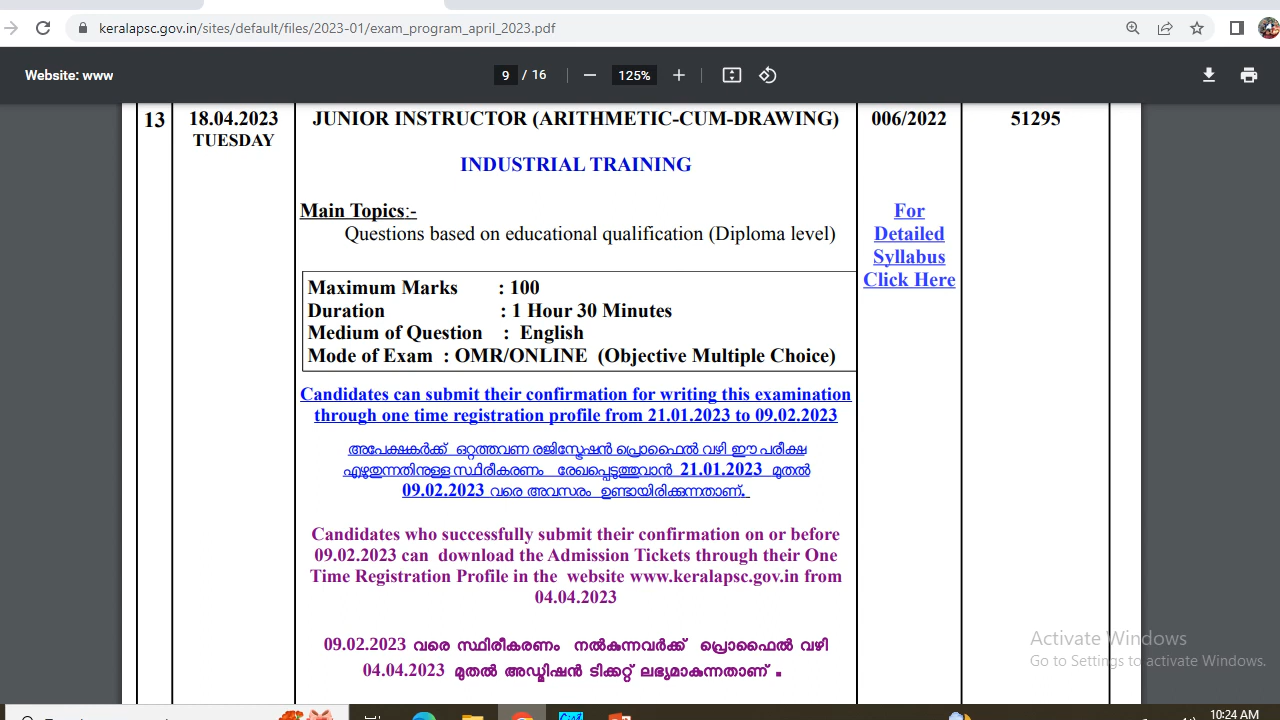 keralapsc.gov.in/sites/default/files/2023-01/exam_program_april_2023.pdf
Website: www
9 / 16
125%
13
18.04.2023
TUESDAY
JUNIOR INSTRUCTOR (ARITHMETIC-CUM-DRAWING)
006/2022
51295
INDUSTRIAL TRAINING
Main Topics:-
Questions based on educational qualification (Diploma level)
For
Detailed
Syllabus
Click Here
Maximum Marks : 100
Duration : 1 Hour 30 Minutes
Medium of Question : English
Mode of Exam : OMR/ONLINE (Objective Multiple Choice)
Candidates can submit their confirmation for writing this examination
through one time registration profile from 21.01.2023 to 09.02.2023
അപേക്ഷകർക്ക് ഒറ്റത്തവണ രജിസ്ട്രേഷൻ പ്രൊഫൈൽ വഴി ഈ പരീക്ഷ
എഴുതുന്നതിനുള്ള സ്ഥിരീകരണം രേഖപ്പെടുത്തുവാൻ 21.01.2023 മുതൽ
09.02.2023 വരെ അവസരം ഉണ്ടായിരിക്കുന്നതാണ്.
Candidates who successfully submit their confirmation on or before
09.02.2023 can download the Admission Tickets through their One
Time Registration Profile in the website www.keralapsc.gov.in from
04.04.2023
09.02.2023 വരെ സ്ഥിരീകരണം നൽകുന്നവർക്ക് പ്രൊഫൈൽ വഴി
04.04.2023 മുതൽ അഡ്മിഷൻ ടിക്കറ്റ് ലഭ്യമാകുന്നതാണ് .
Activate Windows
Go to Settings to activate Windows.
10:24 AM